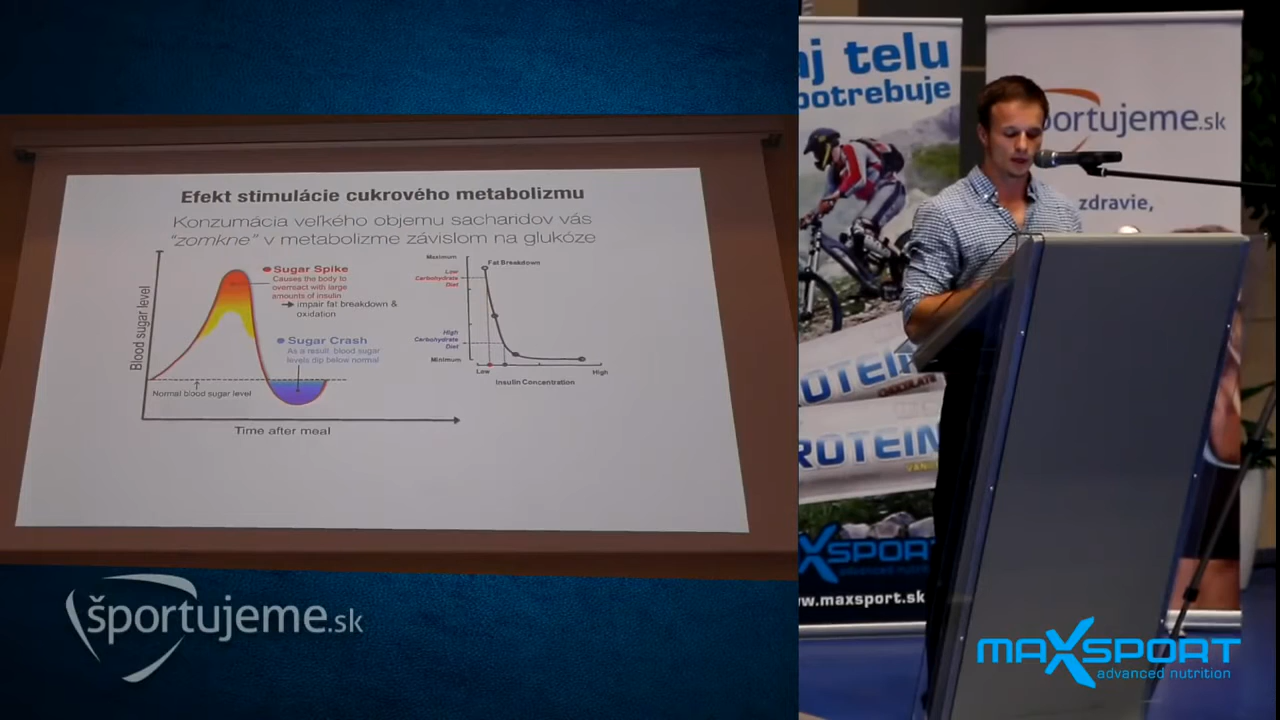 Efekt stimulácie cukrového metabolizmu
Konzumácia veľkého objemu sacharidov vás
"zomkne" v metabolizme závislom na glukóze
Blood sugar level
Sugar Spike
Causes the body to
overreact with large
amounts of insulin
impair fat breakdown &
oxidation
Sugar Crash
As a result, blood sugar
levels dip below normal
Normal blood sugar level
Time after meal
Maximum
Fat Breakdown
Low
Carbohydrate
Diet
High
Carbohydrate
Diet
Minimum
Low
High
Insulin Concentration
športujeme.sk
aj telu
potrebuje
portujeme.sk
zdravie,
ROTEIN
CHOCOLATE
ROTEIN
XSPORT
advanced nutri
w.maxsport.sk
MAXSPORT
advanced nutrition